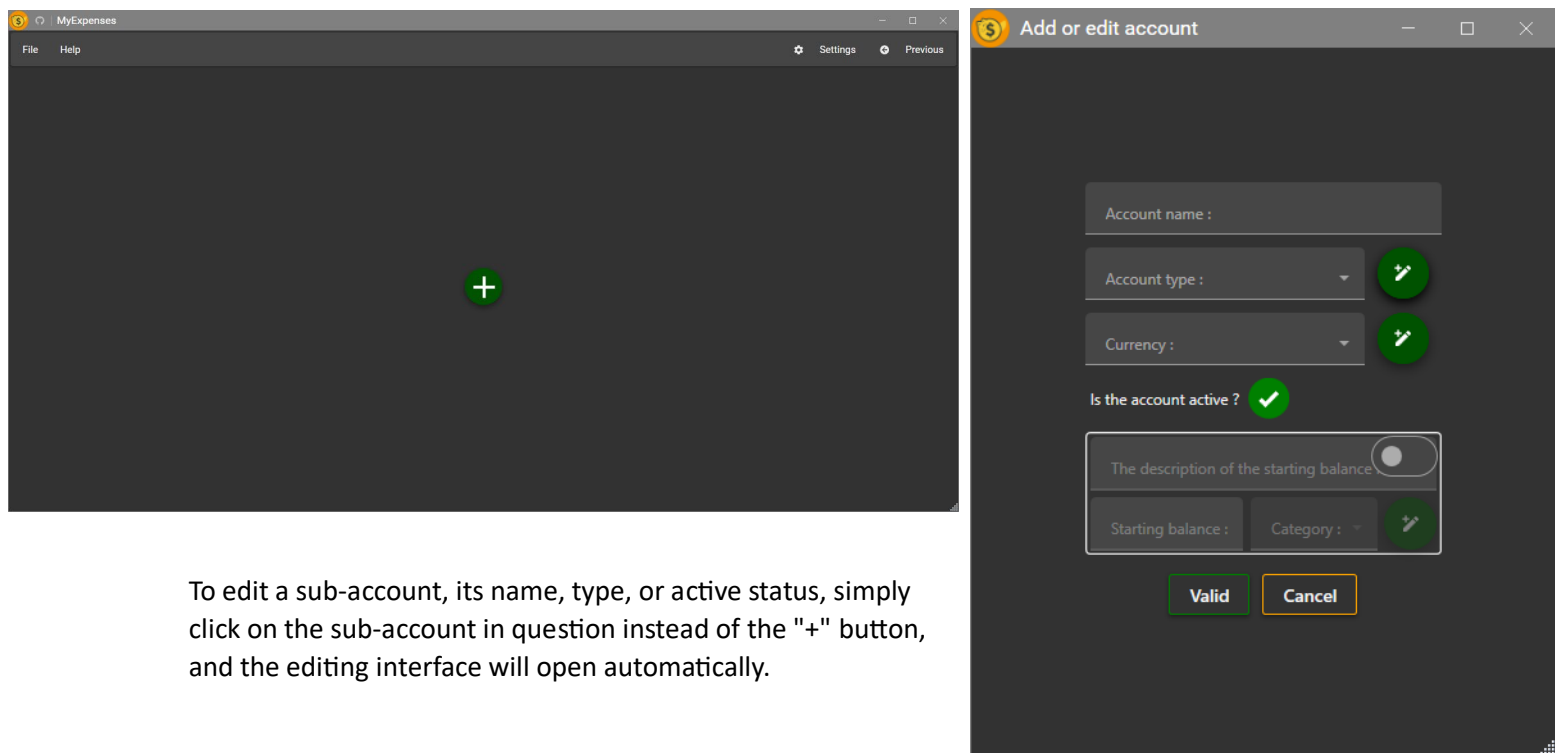 MyExpenses
File Help Settings Previous
To edit a sub-account, its name, type, or active status, simply
click on the sub-account in question instead of the "+" button,
and the editing interface will open automatically.
Add or edit account
Account name :
Account type :
Currency :
Is the account active ?
The description of the starting balance
Starting balance : Category :
Valid Cancel